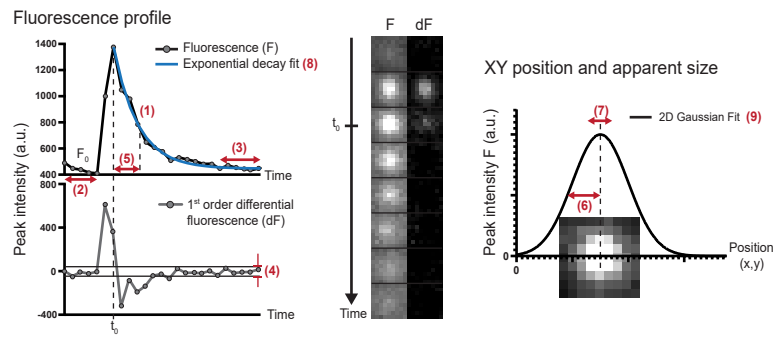 Fluorescence profile
Peak intensity (a.u.)
1400
1200
1000
800
600
400
Fluorescence (F)
Exponential decay fit (8)
(1)
F0
(2)
(5)
(3)
Time
800
400
0
-400
1st order differential
fluorescence (dF)
(4)
Time
t0
F dF
t0
Time
XY position and apparent size
Peak intensity F (a.u.)
(7)
2D Gaussian Fit (9)
(6)
Position
(x,y)
0
0